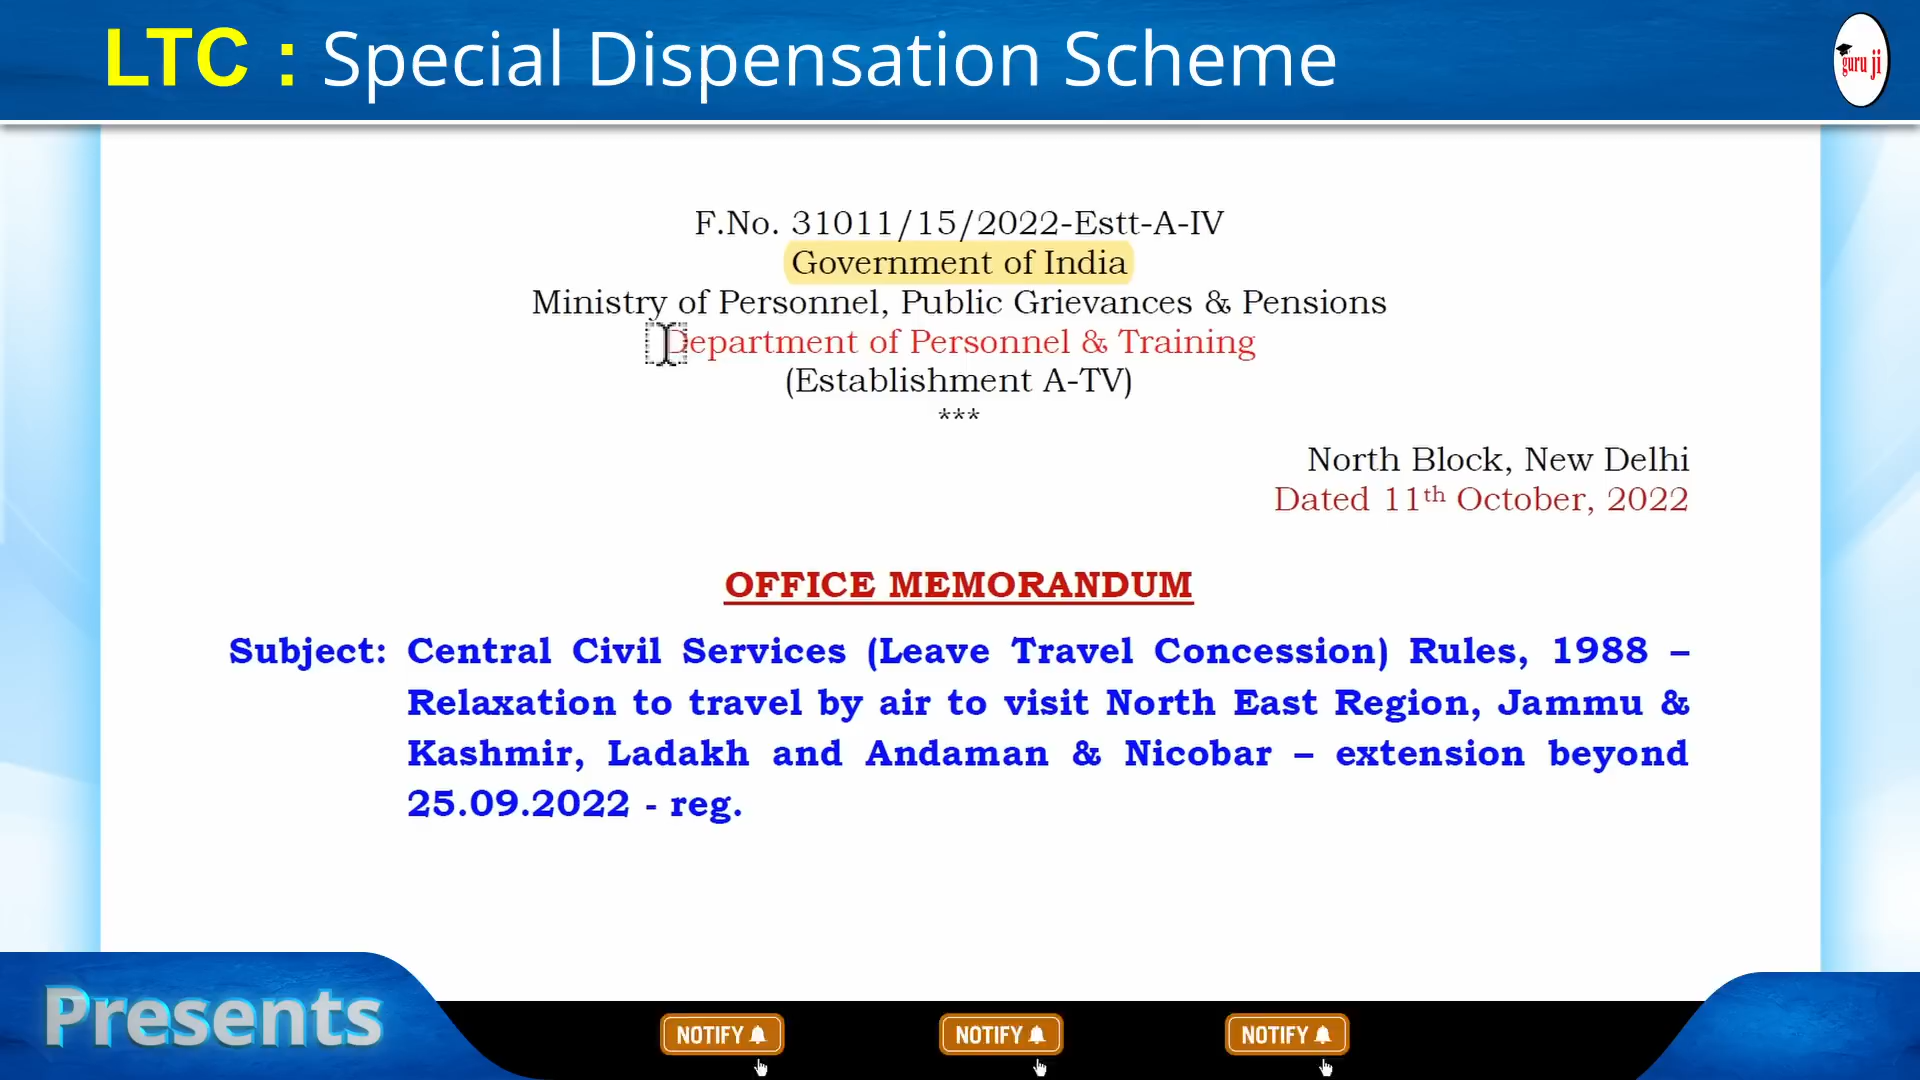 LTC : Special Dispensation Scheme
guru ji
F.No. 31011/15/2022-Estt-A-IV
Government of India
Ministry of Personnel, Public Grievances & Pensions
Department of Personnel & Training
(Establishment A-TV)
***
North Block, New Delhi
Dated 11th October, 2022
OFFICE MEMORANDUM
Subject: Central Civil Services (Leave Travel Concession) Rules, 1988 –
Relaxation to travel by air to visit North East Region, Jammu &
Kashmir, Ladakh and Andaman & Nicobar – extension beyond
25.09.2022 - reg.
Presents
NOTIFY NOTIFY NOTIFY